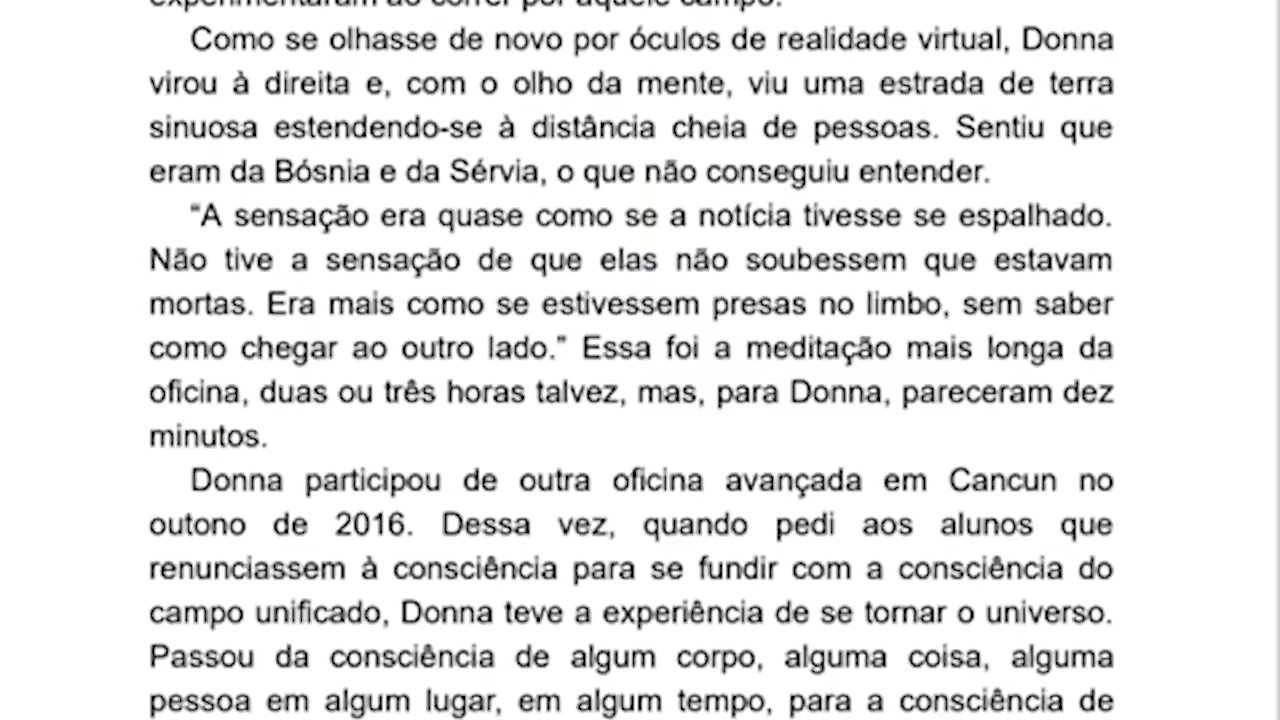 experimentaram ao correr por aquele campo.
Como se olhasse de novo por óculos de realidade virtual, Donna
virou à direita e, com o olho da mente, viu uma estrada de terra
sinuosa estendendo-se à distância cheia de pessoas. Sentiu que
eram da Bósnia e da Sérvia, o que não conseguiu entender.
“A sensação era quase como se a notícia tivesse se espalhado.
Não tive a sensação de que elas não soubessem que estavam
mortas. Era mais como se estivessem presas no limbo, sem saber
como chegar ao outro lado.” Essa foi a meditação mais longa da
oficina, duas ou três horas talvez, mas, para Donna, pareceram dez
minutos.
Donna participou de outra oficina avançada em Cancun no
outono de 2016. Dessa vez, quando pedi aos alunos que
renunciassem à consciência para se fundir com a consciência do
campo unificado, Donna teve a experiência de se tornar o universo.
Passou da consciência de algum corpo, alguma coisa, alguma
pessoa em algum lugar, em algum tempo, para a consciência de